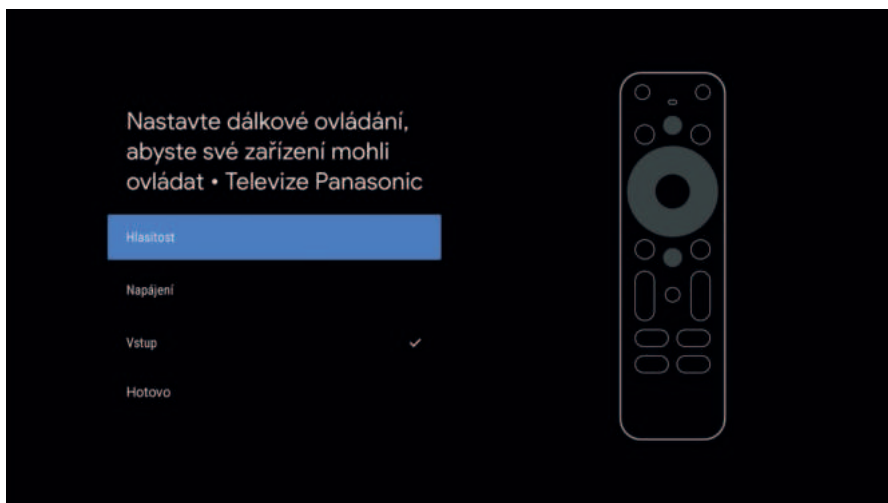 Nastavte dálkové ovládání,
abyste své zařízení mohli
ovládat • Televize Panasonic
Hlasitost
Napájení
Vstup
Hotovo